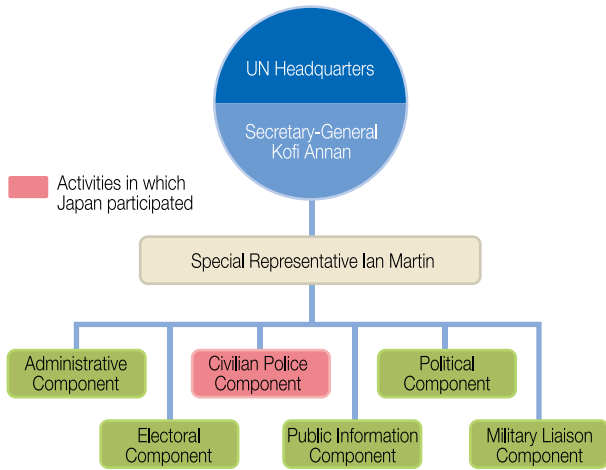 UN Headquarters
Secretary-General
Kofi Annan
Activities in which
Japan participated
Special Representative Ian Martin
Administrative
Component
Civilian Police
Component
Political
Component
Electoral
Component
Public Information
Component
Military Liaison
Component